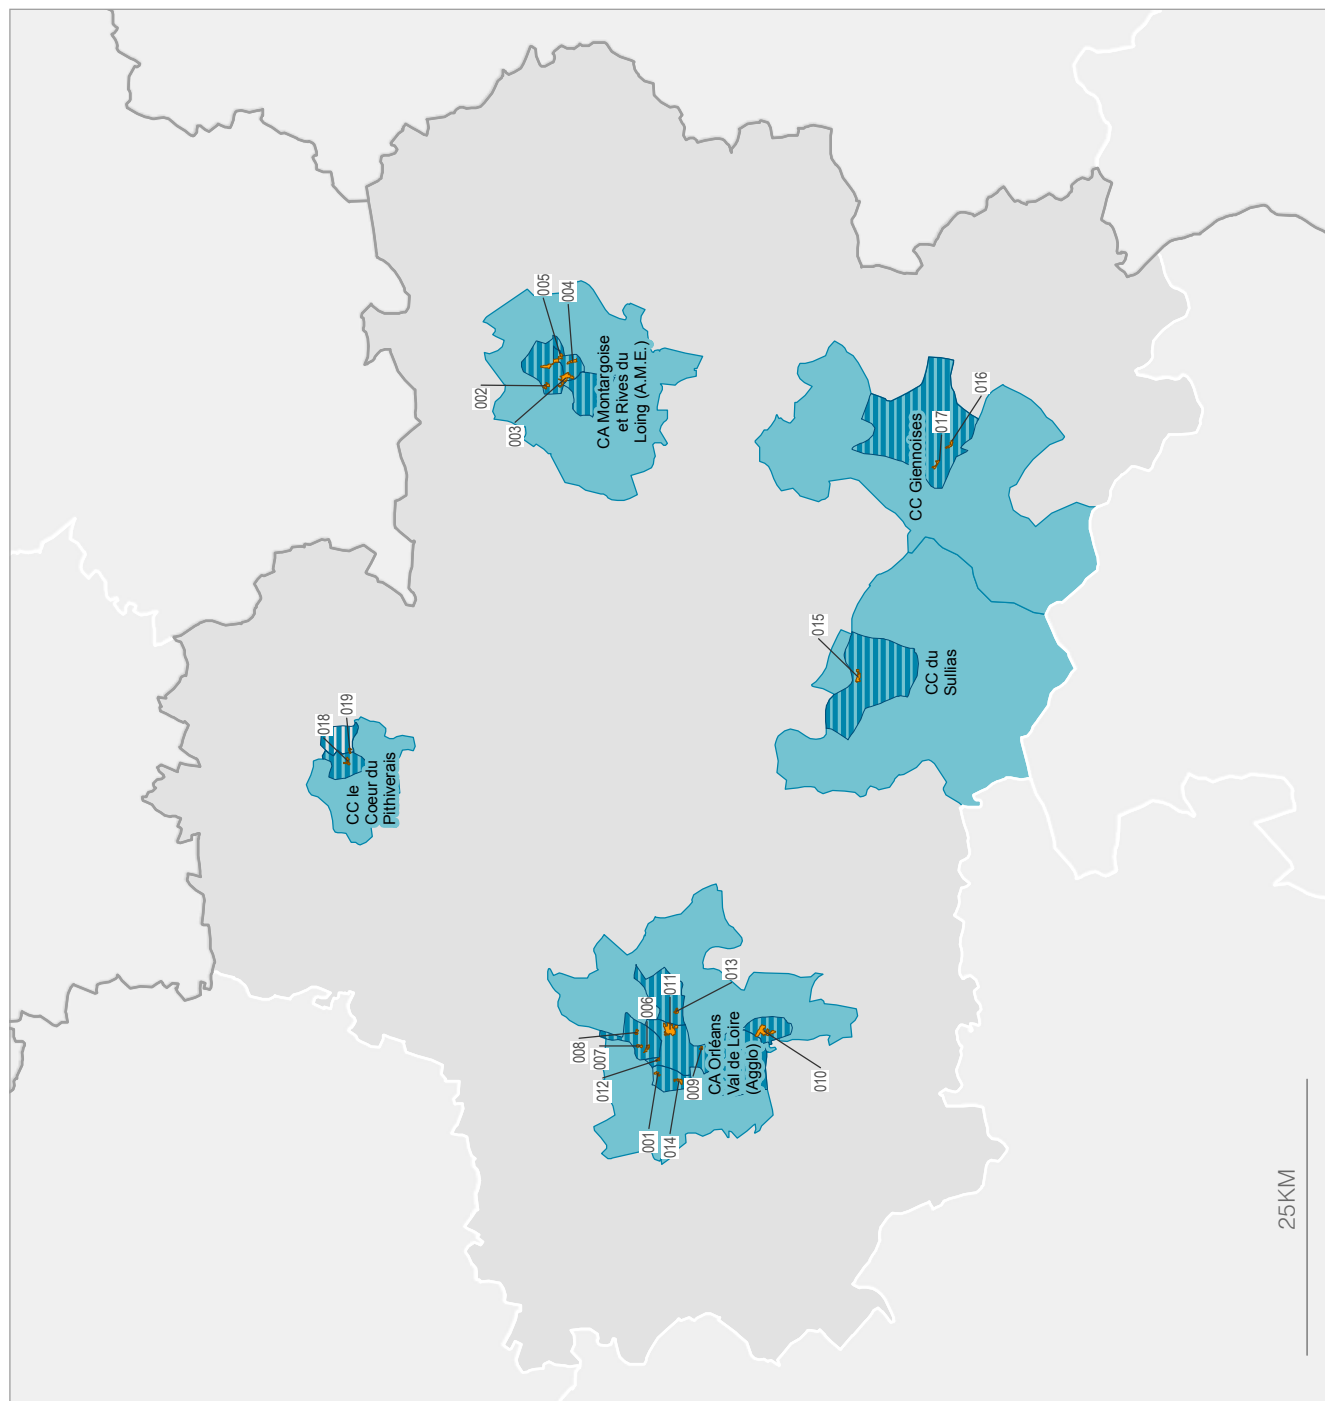 005
004
002
003
CA Montargoise
et Rives du
Loing (A.M.E.)
016
017
CC Giennoises
015
CC du
Sullias
018
019
CC le
Coeur du
Pithiverais
013
011
006
008
007
012
009
CA Orléans
Val de Loire
(Agglo)
010
001
014
25KM